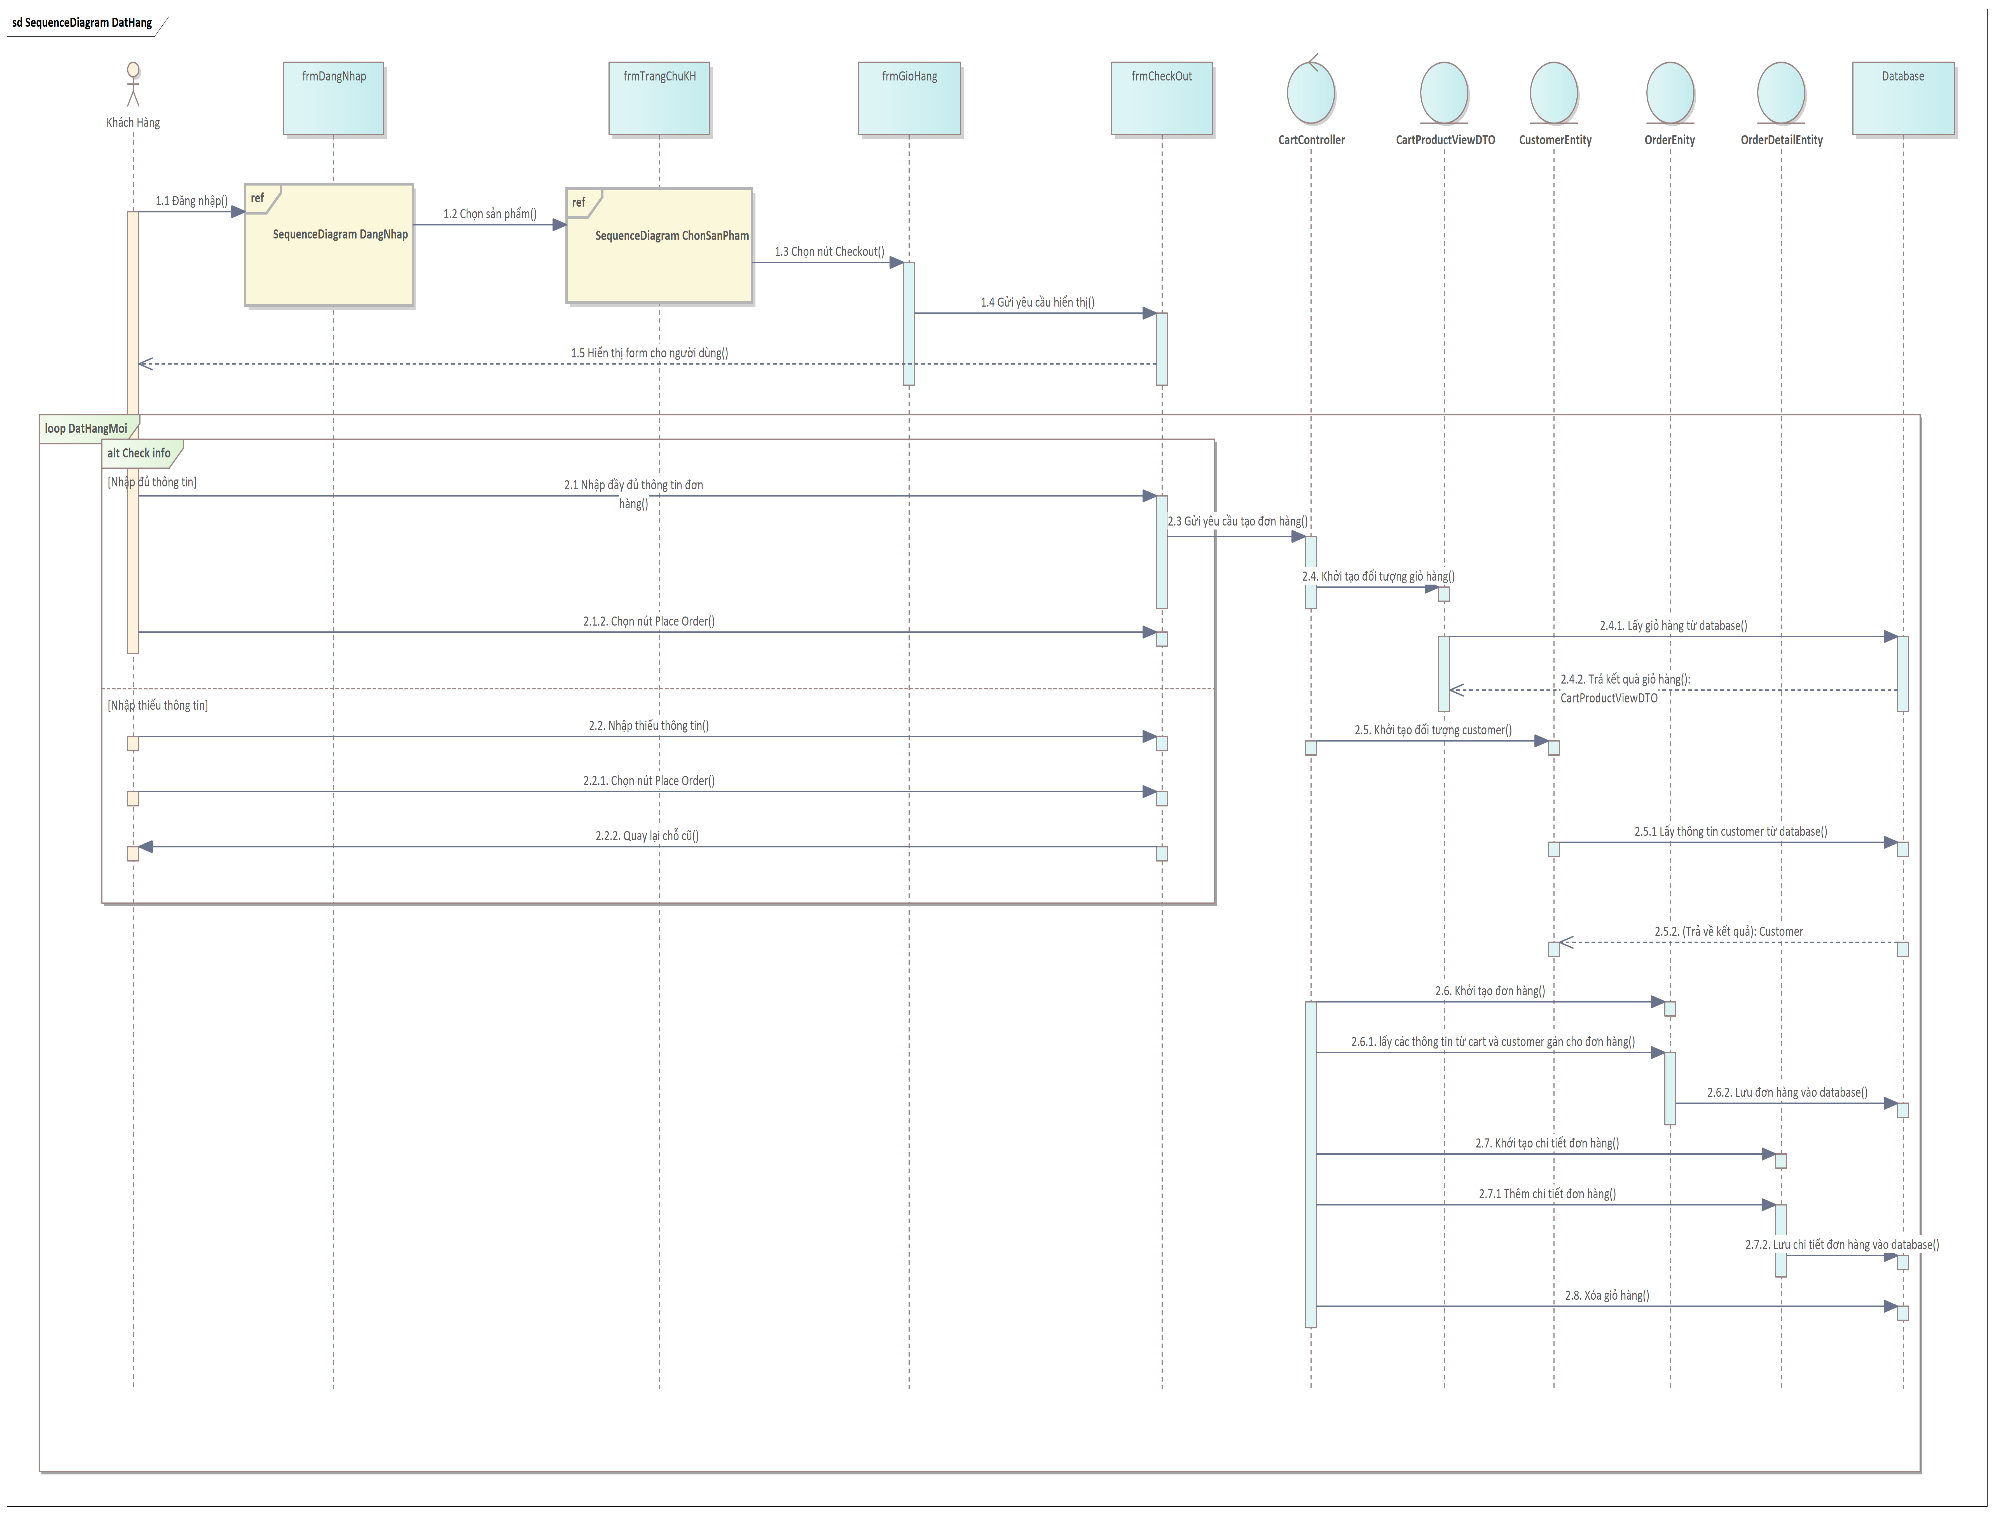 sd SequenceDiagram DatHang
Khách Hàng
frmDangNhap
frmTrangChuKH
frmGioHang
frmCheckOut
CartController
CartProductViewDTO
CustomerEntity
OrderEnity
OrderDetailEntity
Database
1.1 Đăng nhập()
ref
SequenceDiagram DangNhap
1.2 Chọn sản phẩm()
ref
SequenceDiagram ChonSanPham
1.3 Chọn nút Checkout()
1.4 Gửi yêu cầu hiển thị()
1.5 Hiển thị form cho người dùng()
loop DatHangMoi
alt Check info
[Nhập đủ thông tin]
2.1 Nhập đầy đủ thông tin đơn
hàng()
2.3 Gửi yêu cầu tạo đơn hàng()
2.4. Khởi tạo đối tượng giỏ hàng()
2.1.2. Chọn nút Place Order()
2.4.1. Lấy giỏ hàng từ database()
2.4.2. Trả kết quả giỏ hàng():
CartProductViewDTO
[Nhập thiếu thông tin]
2.2. Nhập thiếu thông tin()
2.5. Khởi tạo đối tượng customer()
2.2.1. Chọn nút Place Order()
2.2.2. Quay lại chỗ cũ()
2.5.1 Lấy thông tin customer từ database()
2.5.2. (Trả về kết quả): Customer
2.6. Khởi tạo đơn hàng()
2.6.1. lấy các thông tin từ cart và customer gán cho đơn hàng()
2.6.2. Lưu đơn hàng vào database()
2.7. Khởi tạo chi tiết đơn hàng()
2.7.1 Thêm chi tiết đơn hàng()
2.7.2. Lưu chi tiết đơn hàng vào database()
2.8. Xóa giỏ hàng()